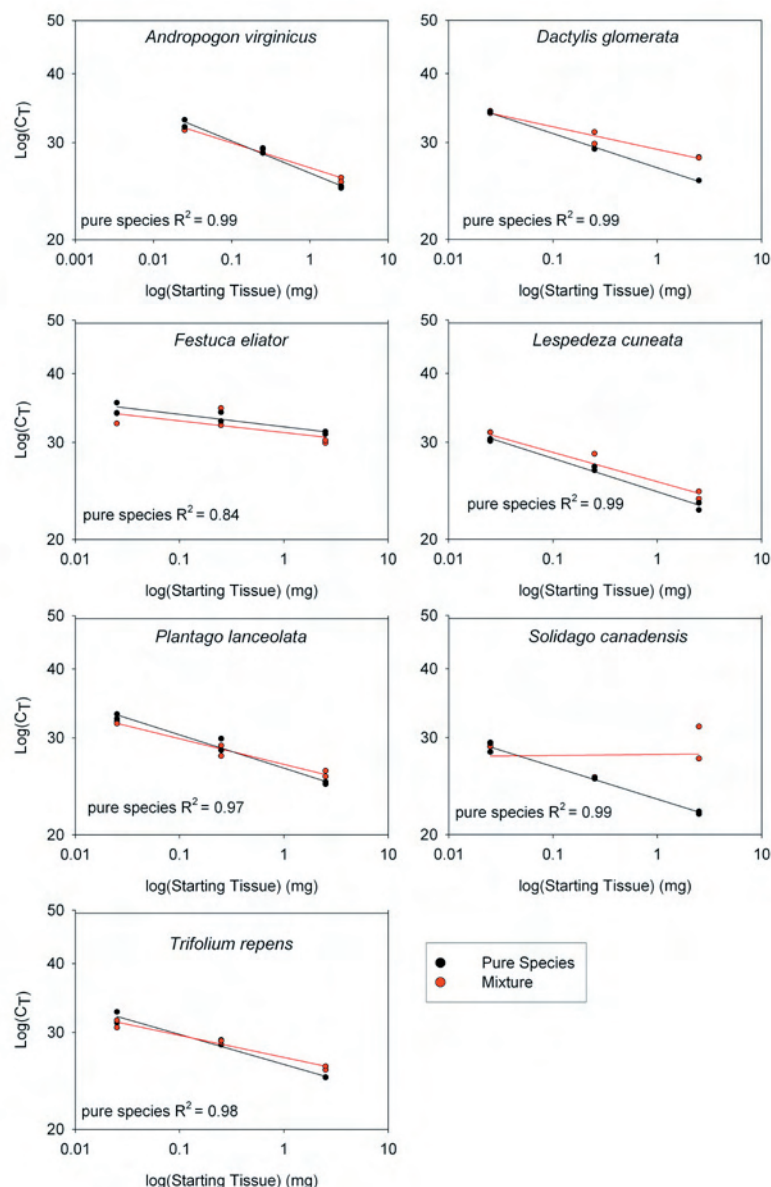 50
Andropogon virginicus
40
Log(CT)
30
pure species R2 = 0.99
20
0.001 0.01 0.1 1 10
log(Starting Tissue) (mg)
50
Dactylis glomerata
40
30
pure species R2 = 0.99
20
0.01 0.1 1 10
log(Starting Tissue) (mg)
50
Festuca eliator
40
Log(CT)
30
pure species R2 = 0.84
20
0.01 0.1 1 10
log(Starting Tissue) (mg)
50
Lespedeza cuneata
40
30
pure species R2 = 0.99
20
0.01 0.1 1 10
log(Starting Tissue) (mg)
50
Plantago lanceolata
40
Log(CT)
30
pure species R2 = 0.97
20
0.01 0.1 1 10
log(Starting Tissue) (mg)
50
Solidago canadensis
40
30
pure species R2 = 0.99
20
0.01 0.1 1 10
log(Starting Tissue) (mg)
50
Trifolium repens
40
Log(CT)
30
pure species R2 = 0.98
20
0.01 0.1 1 10
log(Starting Tissue) (mg)
Pure Species
Mixture